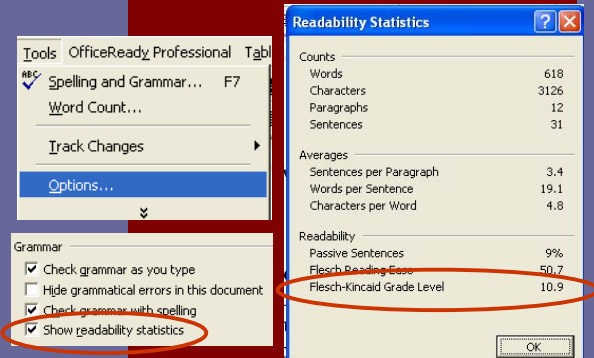 Tools OfficeReady Professional Tabl
ABC Spelling and Grammar... F7
Word Count...
Track Changes
Options...
Grammar
Check grammar as you type
Hide grammatical errors in this document
Check grammar with spelling
Show readability statistics
Readability Statistics
Counts
Words 618
Characters 3126
Paragraphs 12
Sentences 31
Averages
Sentences per Paragraph 3.4
Words per Sentence 19.1
Characters per Word 4.8
Readability
Passive Sentences 9%
Flesch Reading Ease 50.7
Flesch-Kincaid Grade Level 10.9
OK